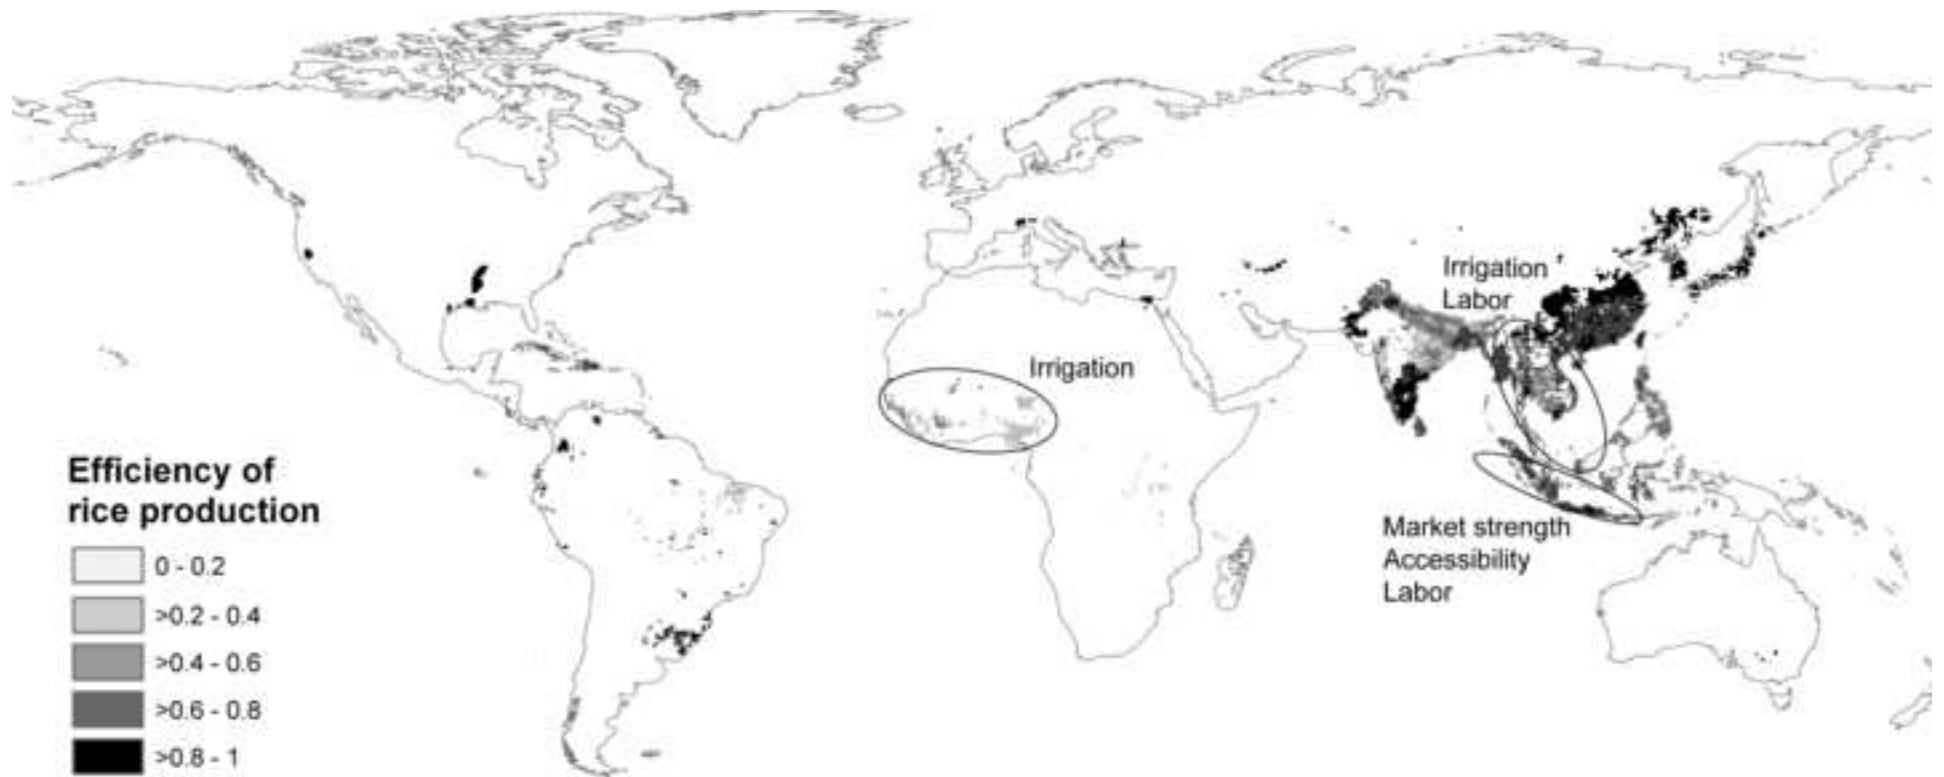 Irrigation
Labor
Irrigation
Market strength
Accessibility
Labor
Efficiency of
rice production
0 - 0.2
>0.2 - 0.4
>0.4 - 0.6
>0.6 - 0.8
>0.8 - 1